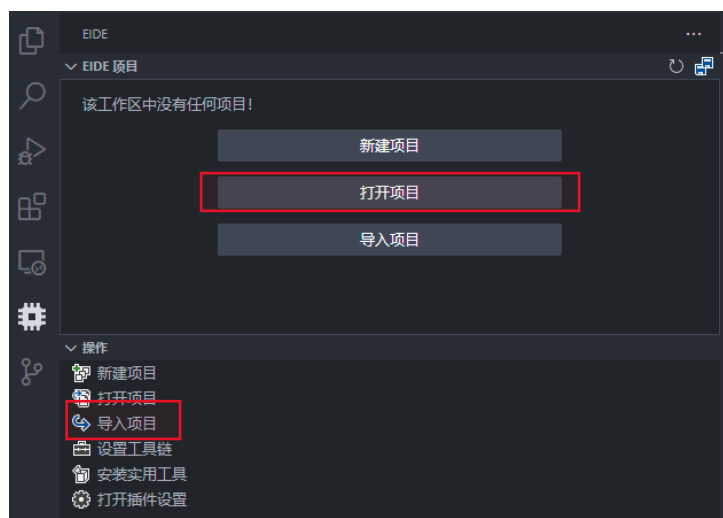 EIDE
EIDE 项目
该工作区中没有任何项目!
新建项目
打开项目
导入项目
操作
新建项目
打开项目
导入项目
设置工具链
安装实用工具
打开插件设置